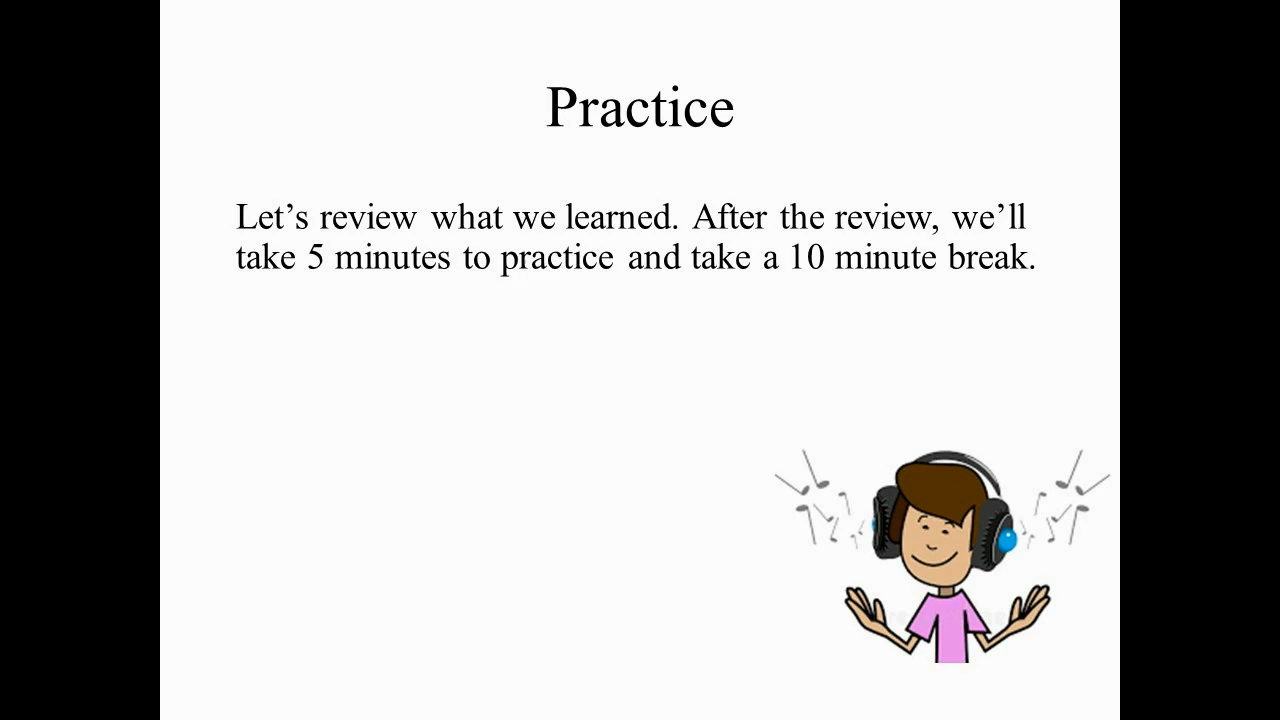 Practice
Let’s review what we learned. After the review, we’ll
take 5 minutes to practice and take a 10 minute break.